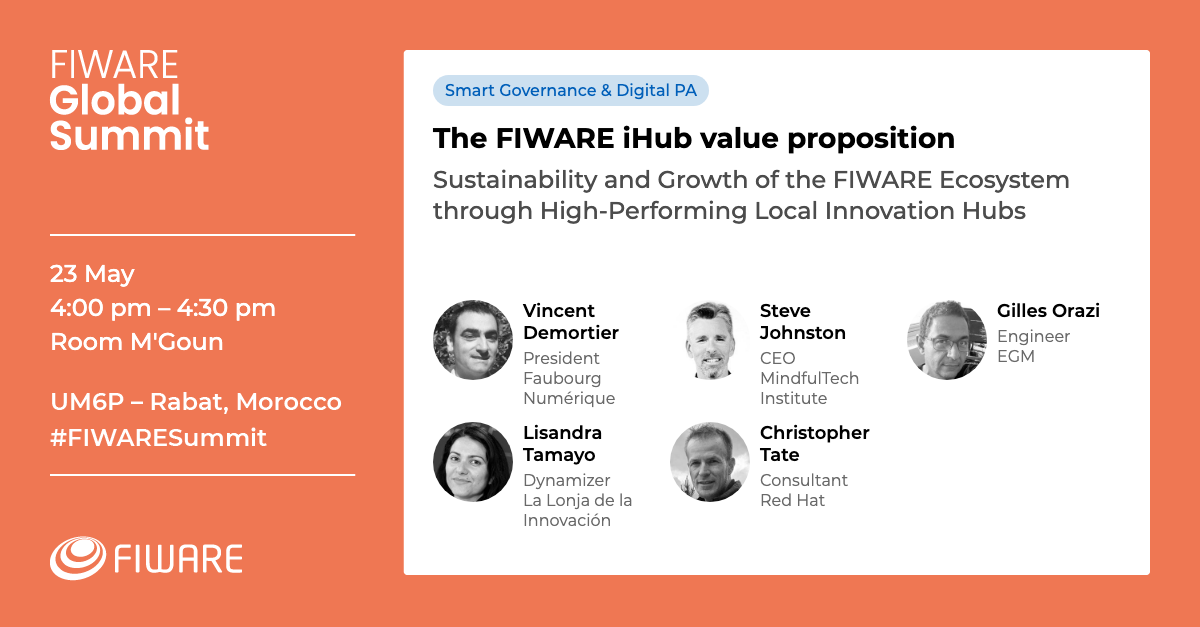 FIWARE
Global
Summit
23 May
4:00 pm – 4:30 pm
Room M'Goun
UM6P – Rabat, Morocco
#FIWARESummit
FIWARE
Smart Governance & Digital PA
The FIWARE iHub value proposition
Sustainability and Growth of the FIWARE Ecosystem
through High-Performing Local Innovation Hubs
Vincent
Demortier
President
Faubourg
Numérique
Steve
Johnston
CEO
MindfulTech
Institute
Gilles Orazi
Engineer
EGM
Lisandra
Tamayo
Dynamizer
La Lonja de la
Innovación
Christopher
Tate
Consultant
Red Hat